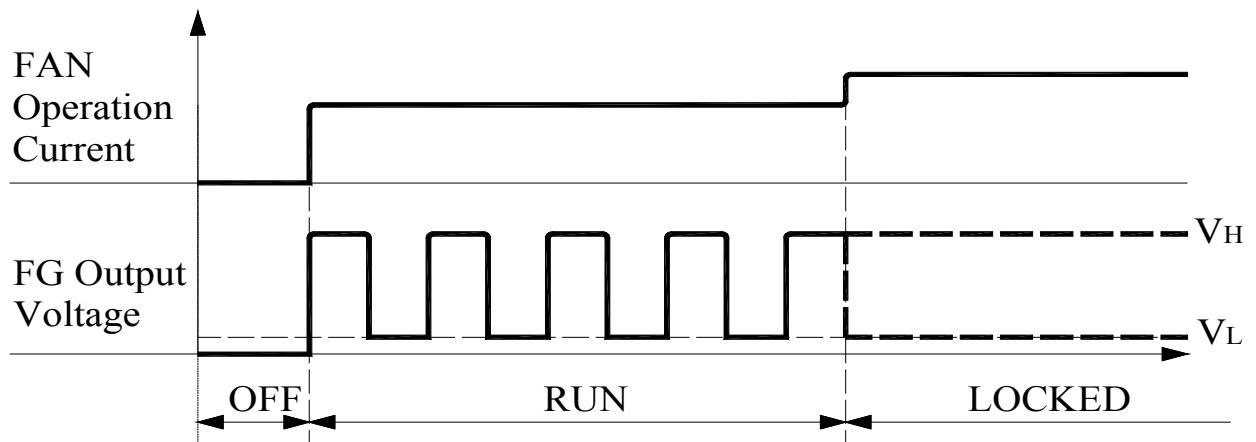 FAN
Operation
Current
FG Output
Voltage
VH
VL
OFF
RUN
LOCKED